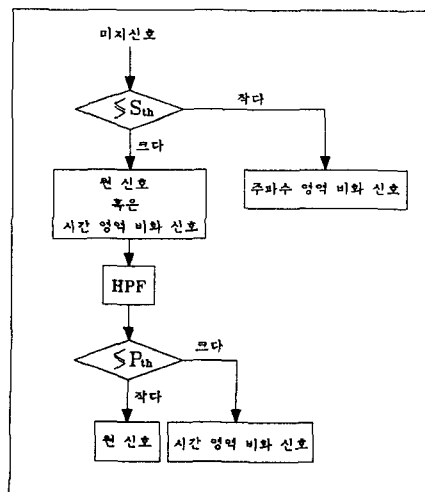 미지신호
≶S_th
작다
크다
원 신호
혹은
시간 영역 비화 신호
주파수 영역 비화 신호
HPF
≶P_th
크다
작다
원 신호
시간 영역 비화 신호